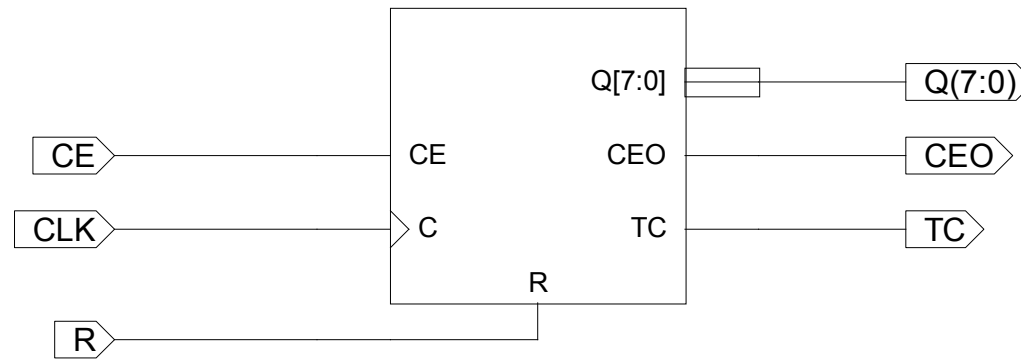 Q[7:0] Q(7:0)
CE CE CEO CEO
CLK C TC TC
R
R